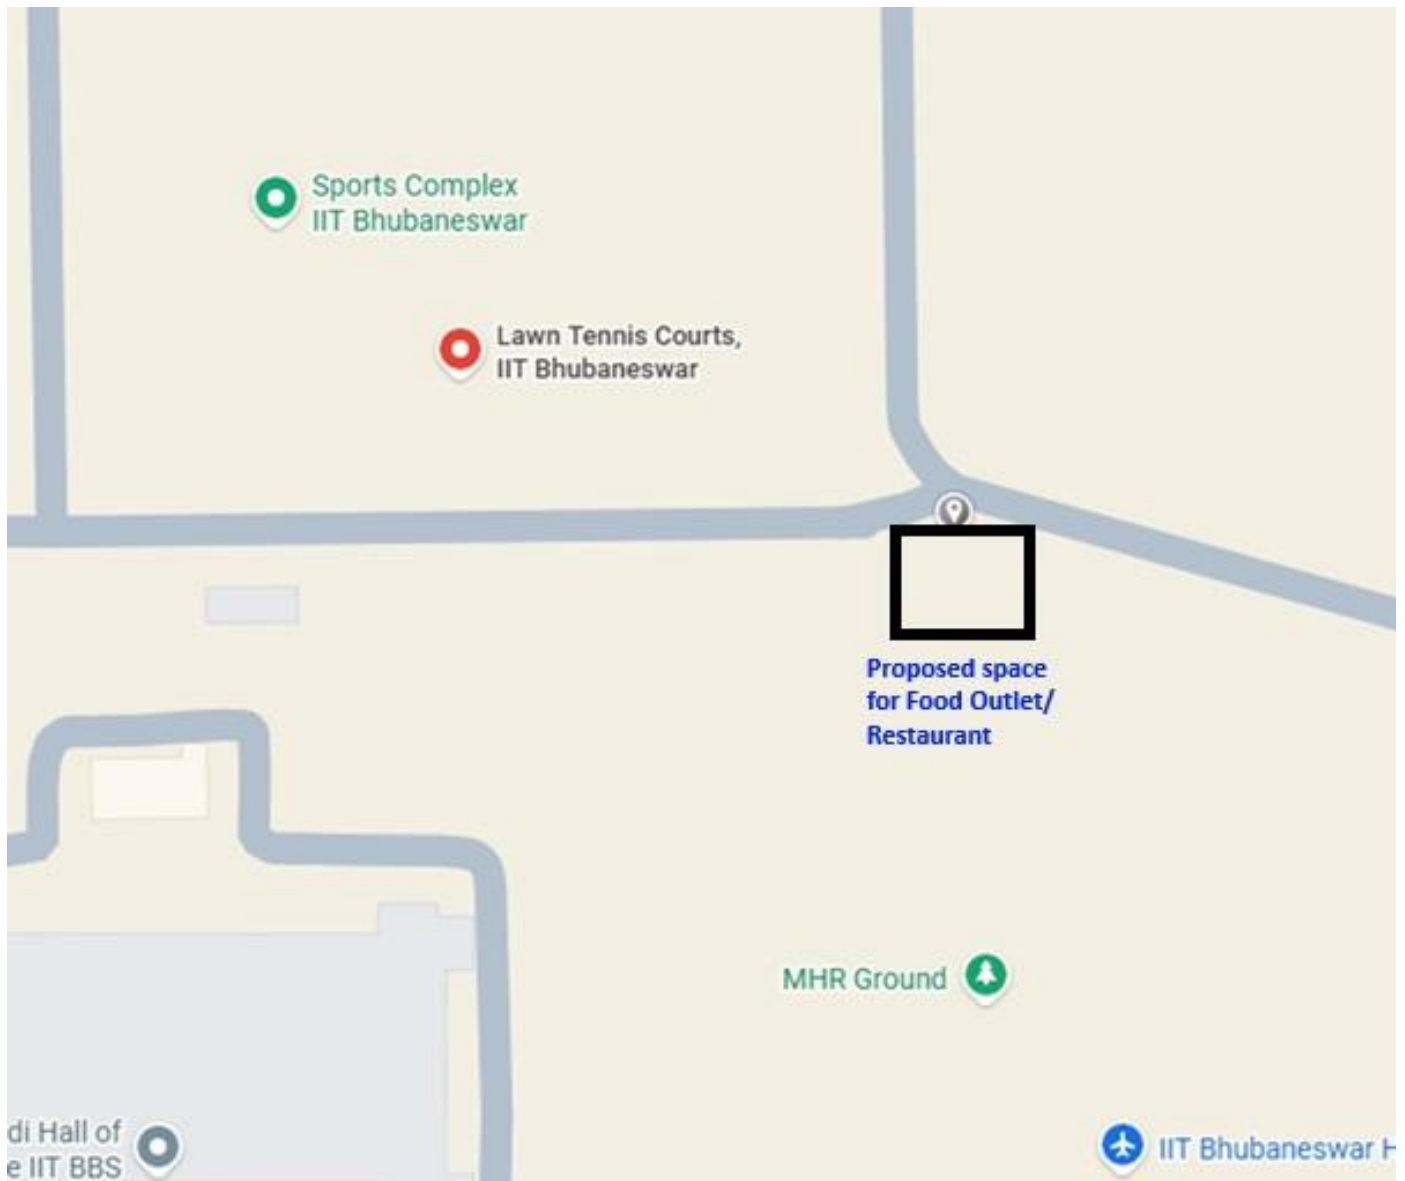 Sports Complex
IIT Bhubaneswar
Lawn Tennis Courts,
IIT Bhubaneswar
Proposed space
for Food Outlet/
Restaurant
MHR Ground
di Hall of
e IIT BBS
IIT Bhubaneswar H